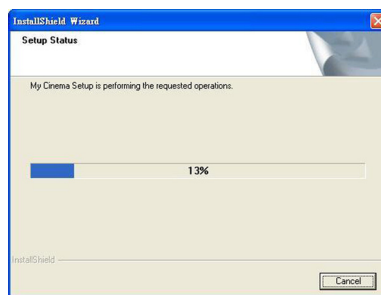 InstallShield Wizard
Setup Status
My Cinema Setup is performing the requested operations.
13%
InstallShield
Cancel